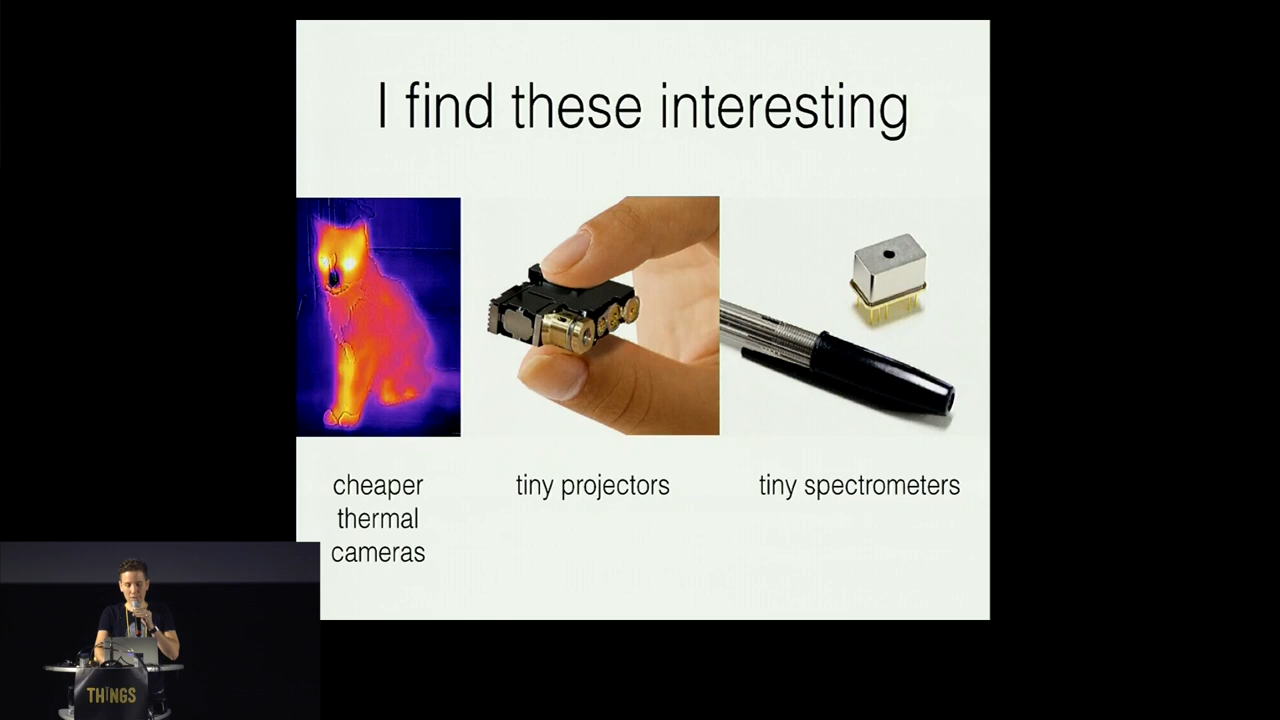 I find these interesting
cheaper
thermal
cameras
tiny projectors
tiny spectrometers
THINGS